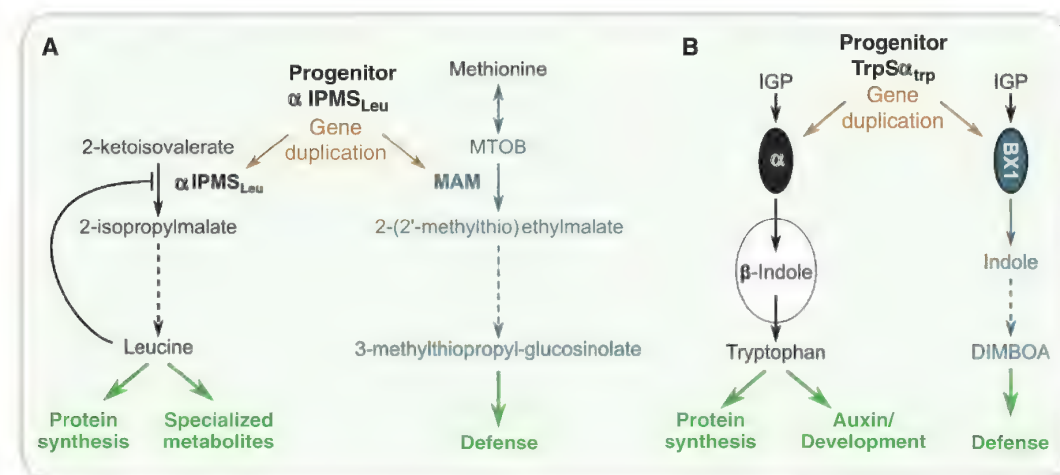 A
Progenitor
α IPMSLeu
Gene
duplication
Methionine
MTOB
2-ketoisovalerate
α IPMSLeu
MAM
2-isopropylmalate
2-(2'-methylthio)ethylmalate
Leucine
3-methylthiopropyl-glucosinolate
Protein
synthesis
Specialized
metabolites
Defense
B
Progenitor
TrpSαtrp
Gene
duplication
IGP
IGP
α
BX1
β-Indole
Indole
Tryptophan
DIMBOA
Protein
synthesis
Auxin/
Development
Defense